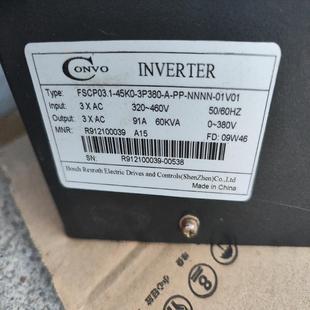 CONVO INVERTER
Type: FSCP03.1-45K0-3P380-A-PP-NNNN-01V01
Input: 3 X AC 320~460V 50/60HZ
Output: 3 X AC 91A 60KVA 0~380V
MNR: R912100039 A15 FD: 09W46
SN: R912100039-00538
Bosch Rexroth Electric Drives and Controls(ShenZhen)Co.,Ltd
Made in China